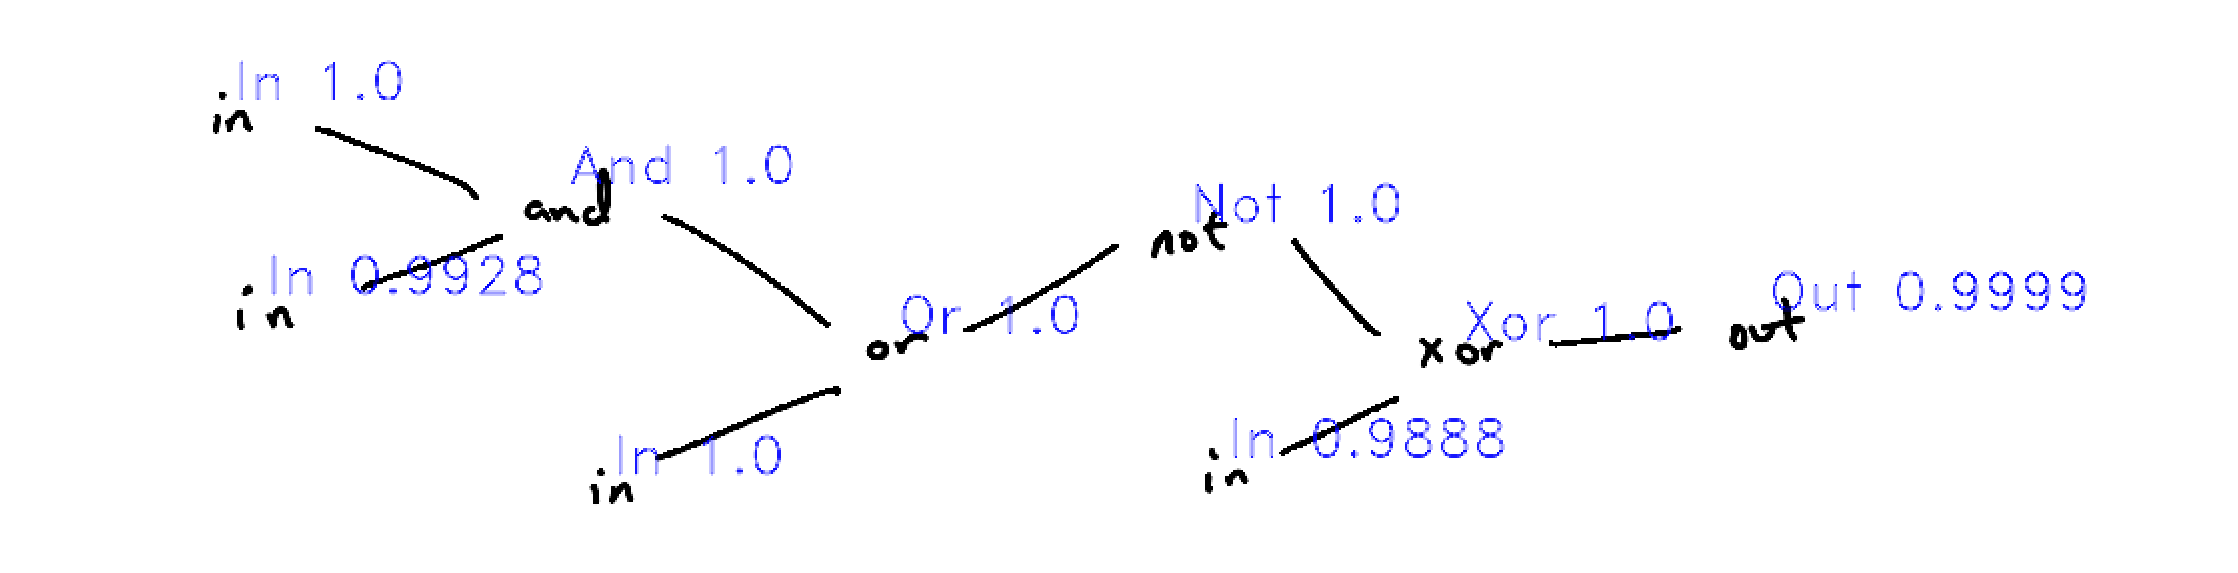 In 1.0
in
And 1.0
and
In 0.9928
in
Not 1.0
not
Or 1.0
or
Xor 1.0
xor
Out 0.9999
out
In 1.0
in
In 0.9888
in